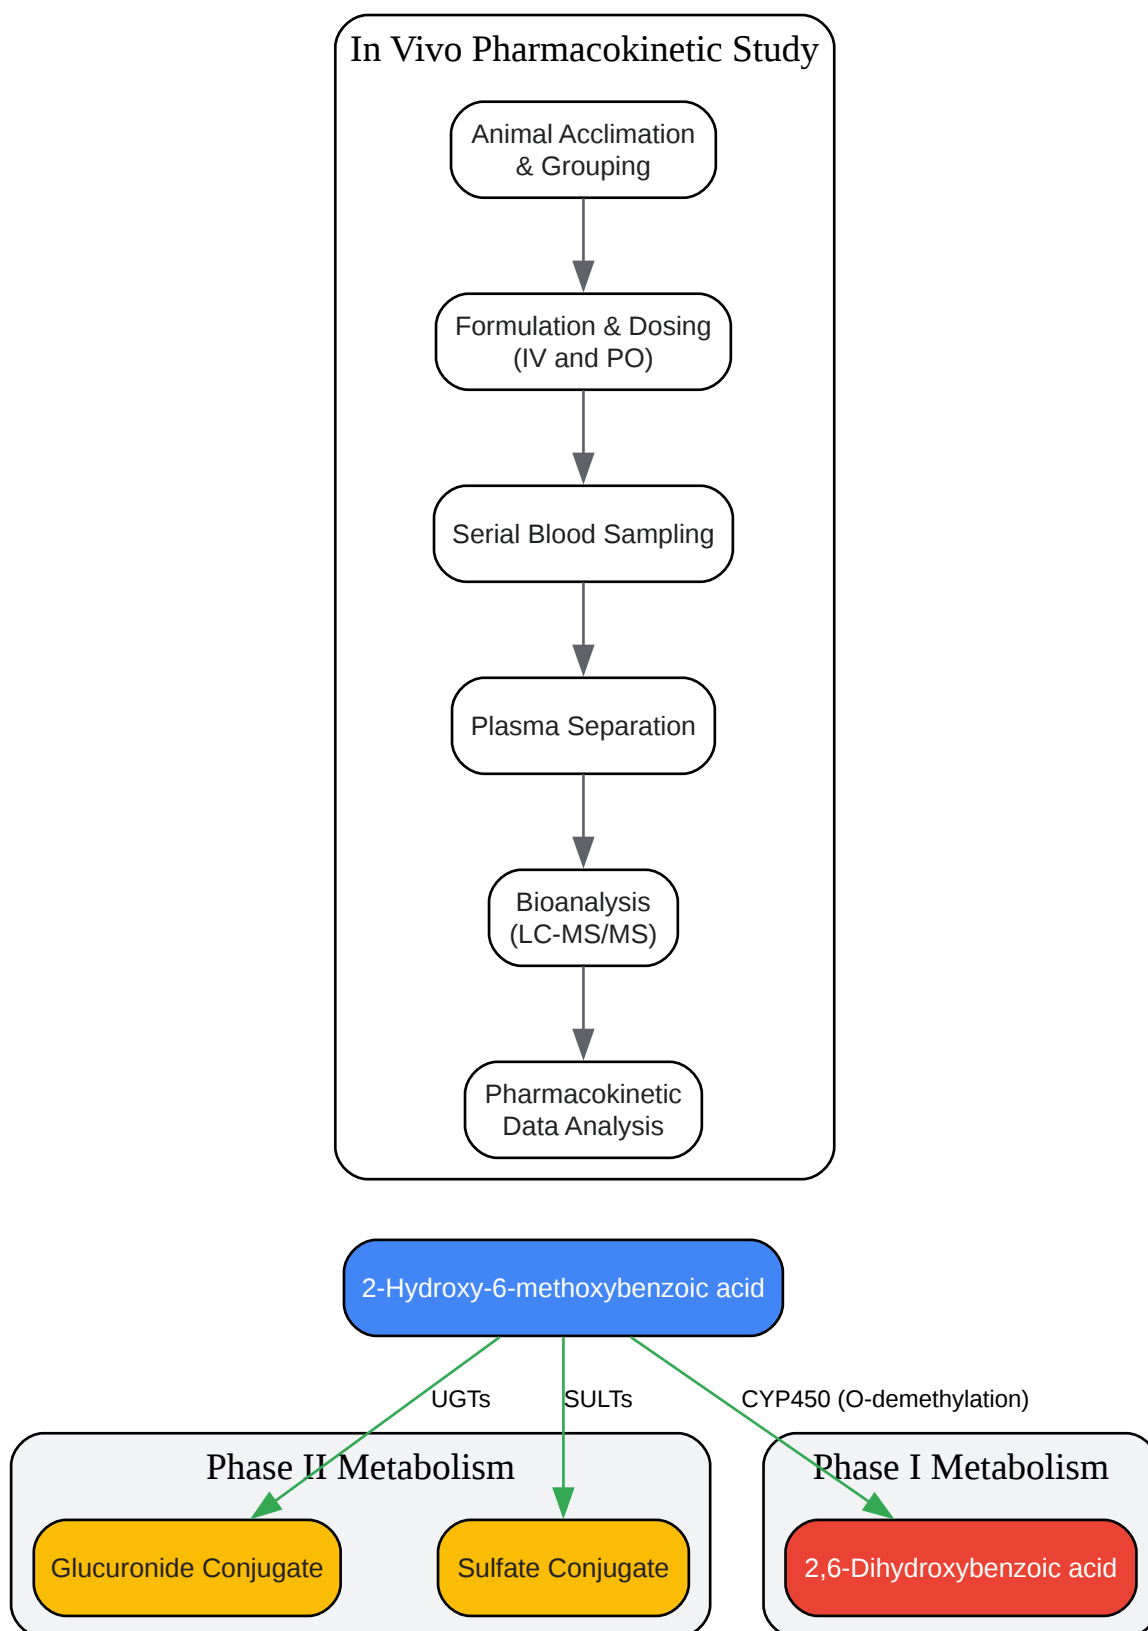 In Vivo Pharmacokinetic Study
Animal Acclimation
& Grouping
Formulation & Dosing
(IV and PO)
Serial Blood Sampling
Plasma Separation
Bioanalysis
(LC-MS/MS)
Pharmacokinetic
Data Analysis
2-Hydroxy-6-methoxybenzoic acid
UGTs
SULTs
CYP450 (O-demethylation)
Phase II Metabolism
Phase I Metabolism
Glucuronide Conjugate
Sulfate Conjugate
2,6-Dihydroxybenzoic acid